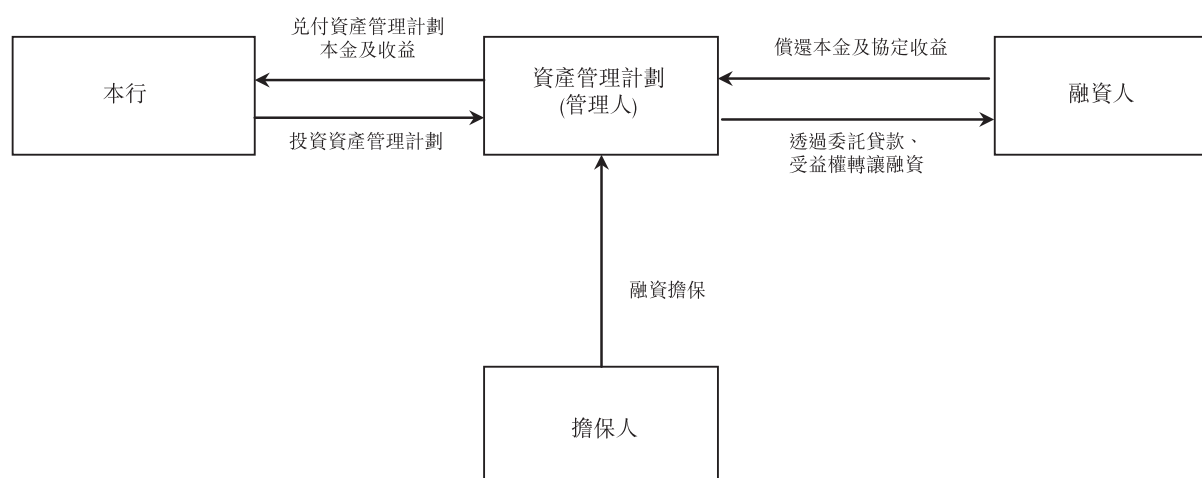 兑付資產管理計劃
本金及收益
償還本金及協定收益
本行
資產管理計劃
(管理人)
融資人
投資資產管理計劃
透過委託貸款、
受益權轉讓融資
融資擔保
擔保人